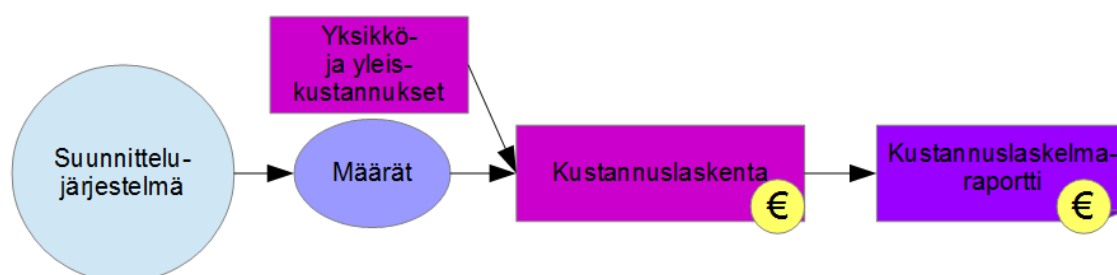 Yksikkö-
ja yleis-
kustannukset
Suunnittelu-
järjestelmä
Määrät
Kustannuslaskenta
€
Kustannuslaskelma-
raportti
€